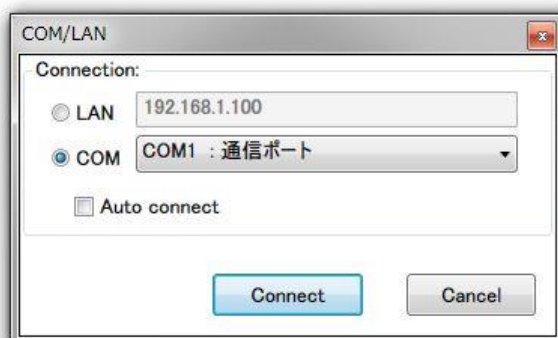 COM/LAN
Connection:
LAN 192.168.1.100
COM COM1 : 通信ポート
Auto connect
Connect Cancel